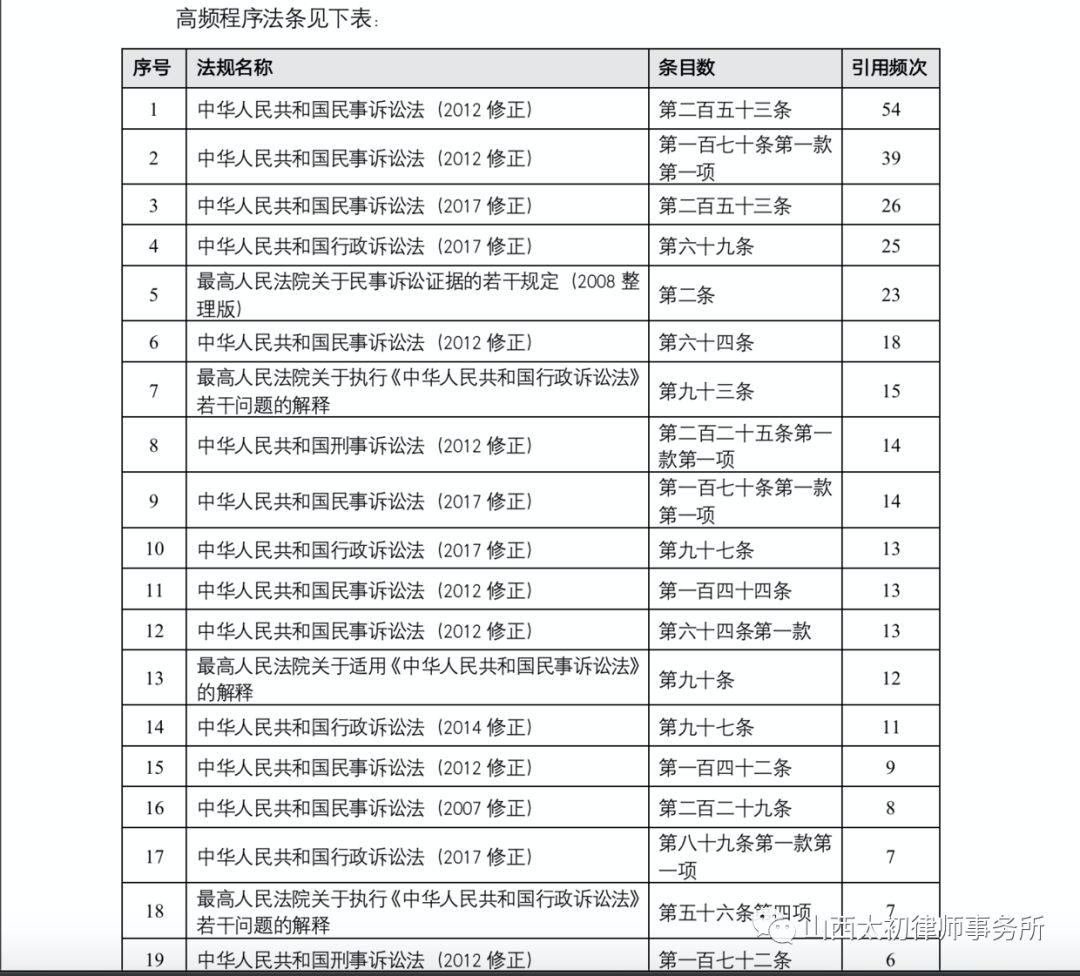 高频程序法条见下表:
序号 法规名称 条目数 引用频次
1 中华人民共和国民事诉讼法（2012 修正） 第二百五十三条 54
2 中华人民共和国民事诉讼法（2012 修正） 第一百七十条第一款
第一项 39
3 中华人民共和国民事诉讼法（2017 修正） 第二百五十三条 26
4 中华人民共和国行政诉讼法（2017 修正） 第六十九条 25
5 最高人民法院关于民事诉讼证据的若干规定（2008 整
理版） 第二条 23
6 中华人民共和国民事诉讼法（2012 修正） 第六十四条 18
7 最高人民法院关于执行《中华人民共和国行政诉讼法》
若干问题的解释 第九十三条 15
8 中华人民共和国刑事诉讼法（2012 修正） 第二百二十五条第一
款第一项 14
9 中华人民共和国民事诉讼法（2017 修正） 第一百七十条第一款
第一项 14
10 中华人民共和国行政诉讼法（2017 修正） 第九十七条 13
11 中华人民共和国民事诉讼法（2012 修正） 第一百四十四条 13
12 中华人民共和国民事诉讼法（2012 修正） 第六十四条第一款 13
13 最高人民法院关于适用《中华人民共和国民事诉讼法》
的解释 第九十条 12
14 中华人民共和国行政诉讼法（2014 修正） 第九十七条 11
15 中华人民共和国民事诉讼法（2012 修正） 第一百四十二条 9
16 中华人民共和国民事诉讼法（2007 修正） 第二百二十九条 8
17 中华人民共和国行政诉讼法（2017 修正） 第八十九条第一款第
一项 7
18 最高人民法院关于执行《中华人民共和国行政诉讼法》
若干问题的解释 第五十六条第四项 7
山西太初律师事务所
19 中华人民共和国刑事诉讼法（2012 修正） 第一百七十二条 6